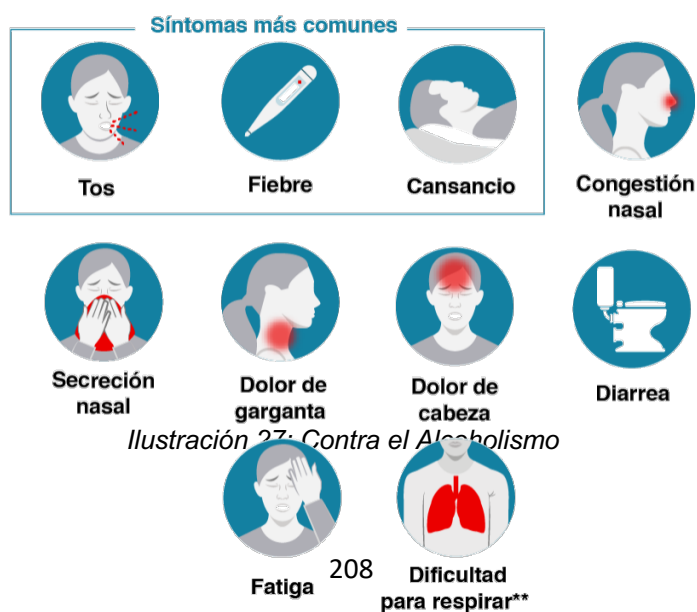 Síntomas más comunes
Tos
Fiebre
Cansancio
Congestión
nasal
Secreción
nasal
Dolor de
garganta
Dolor de
cabeza
Diarrea
Ilustración 27: Contra el Alcoholismo
Fatiga
208
Dificultad
para respirar**